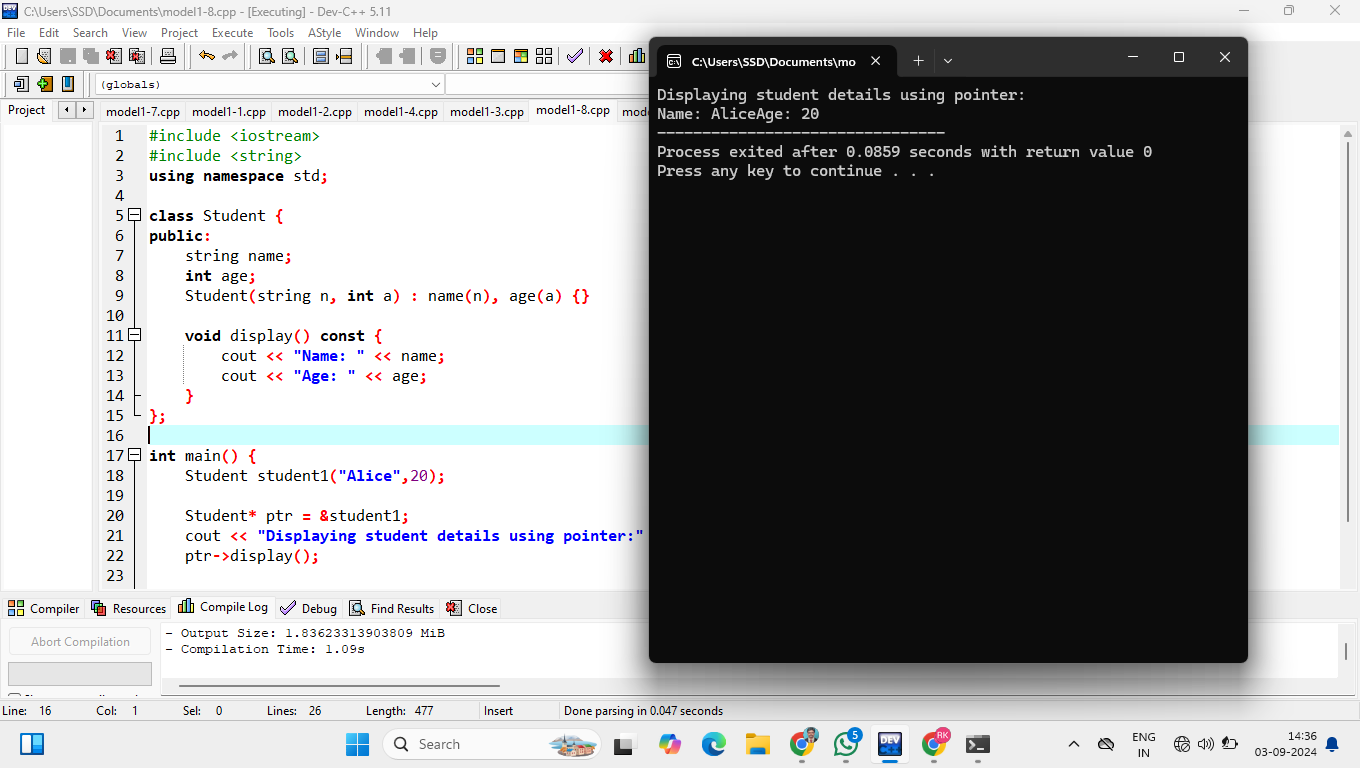 C:\Users\SSD\Documents\model1-8.cpp - [Executing] - Dev-C++ 5.11
File Edit Search View Project Execute Tools AStyle Window Help
(globals)
Project
model1-7.cpp model1-1.cpp model1-2.cpp model1-4.cpp model1-3.cpp model1-8.cpp
1 #include <iostream>
2 #include <string>
3 using namespace std;
4
5 class Student {
6 public:
7 string name;
8 int age;
9 Student(string n, int a) : name(n), age(a) {}
10
11 void display() const {
12 cout << "Name: " << name;
13 cout << "Age: " << age;
14 }
15 };
16
17 int main() {
18 Student student1("Alice",20);
19
20 Student* ptr = &student1;
21 cout << "Displaying student details using pointer:"
22 ptr->display();
23
C:\Users\SSD\Documents\mo
Displaying student details using pointer:
Name: AliceAge: 20
--------------------------------
Process exited after 0.0859 seconds with return value 0
Press any key to continue . . .
Compiler Resources Compile Log Debug Find Results Close
Abort Compilation
- Output Size: 1.83623313903809 MiB
- Compilation Time: 1.09s
Line: 16 Col: 1 Sel: 0 Lines: 26 Length: 477 Insert Done parsing in 0.047 seconds
Search
DEV
5
RK
ENG
IN
14:36
03-09-2024